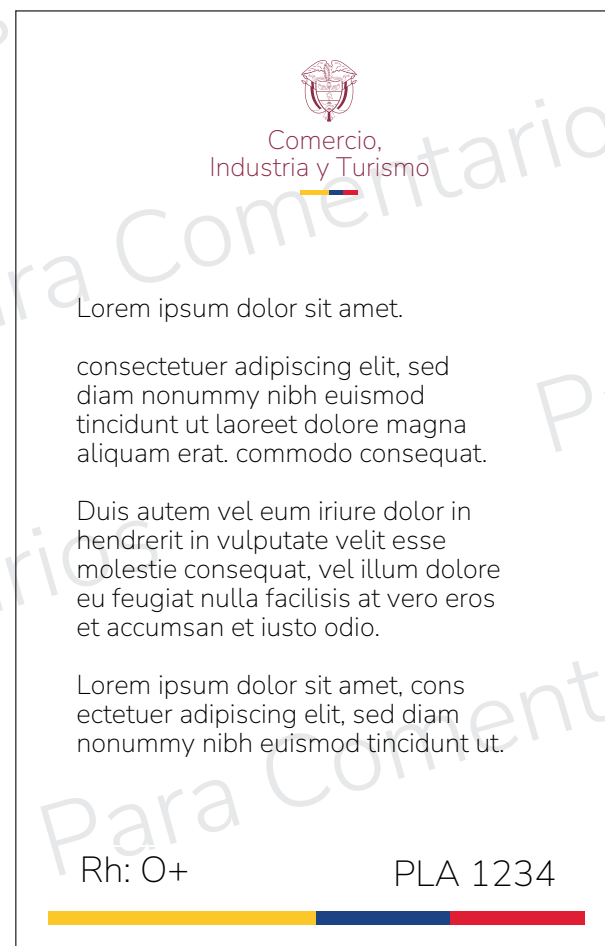 Comercio,
Industria y Turismo
Para Comentarios
Lorem ipsum dolor sit amet.
consectetuer adipiscing elit, sed
diam nonummy nibh euismod
tincidunt ut laoreet dolore magna
aliquam erat. commodo consequat.
Duis autem vel eum iriure dolor in
hendrerit in vulputate velit esse
molestie consequat, vel illum dolore
eu feugiat nulla facilisis at vero eros
et accumsan et iusto odio.
Lorem ipsum dolor sit amet, cons
ectetuer adipiscing elit, sed diam
nonummy nibh euismod tincidunt ut.
Para Coment
Rh: O+ PLA 1234